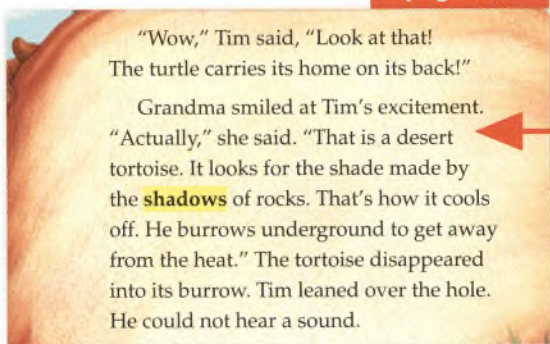 “Wow,” Tim said, “Look at that!
The turtle carries its home on its back!”
Grandma smiled at Tim’s excitement.
“Actually,” she said. “That is a desert
tortoise. It looks for the shade made by
the shadows of rocks. That’s how it cools
off. He burrows underground to get away
from the heat.” The tortoise disappeared
into its burrow. Tim leaned over the hole.
He could not hear a sound.